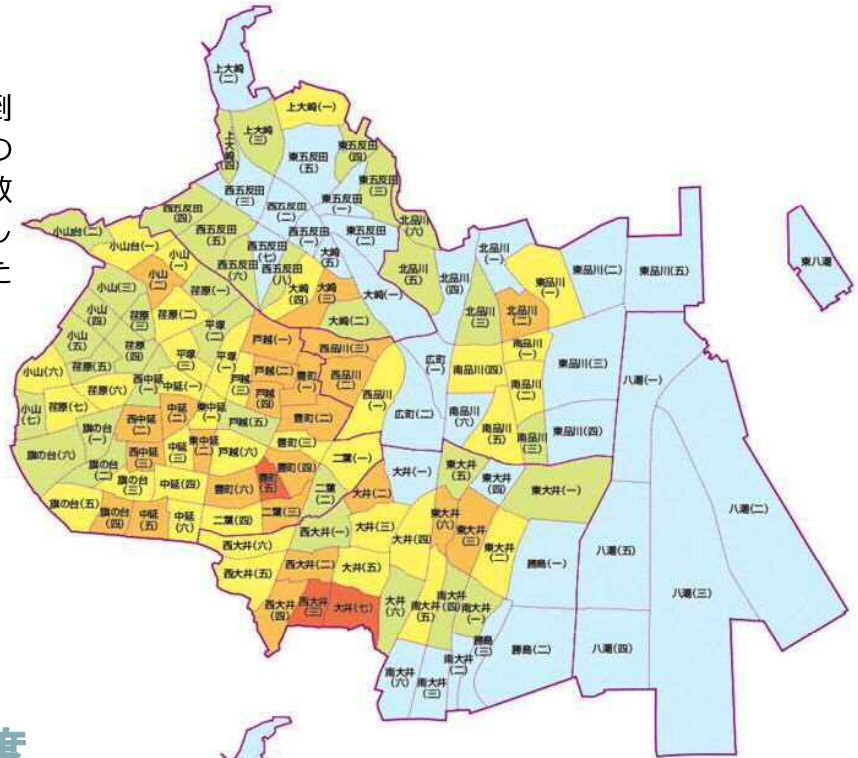 倒
の
敗
し
た
上大崎
(二)
上大崎(一)
上大崎
(三)
上大崎
(四)
東五反田
(四)
東五反田
(五)
東五反田
(三)
西五反田
(三)
東五反田
(一)
西五反田
(二)
西五反田
(四)
北品川
(六)
小山台(二)
小山台(一)
西五反田
(五)
西五反田
(一)
東五反田
(二)
北品川
(一)
西五反田
(七)
大崎
(五)
小山
(一)
西五反田
(六)
西五反田
(八)
北品川
(五)
北品川
(四)
東品川
(一)
東品川(二)
東品川(五)
東八潮
小山(三)
小山
(二)
荏原(一)
大崎
(四)
大崎
(三)
大崎(一)
小山
(四)
荏原
(三)
荏原(二)
大崎(二)
北品川
(三)
北品川
(二)
小山
(五)
荏原
(四)
平塚
(二)
戸越(一)
西品川(三)
南品川
(一)
小山(六)
荏原(五)
平塚
(三)
平塚
(一)
戸越(二)
豊町
(一)
西品川
(二)
広町
(一)
南品川(四)
東品川(三)
八潮(一)
荏原(六)
西中延
(一)
中延(一)
戸越
(三)
戸越
(四)
西品川
(一)
南品川
(二)
小山
(七)
荏原(七)
西中延
(二)
中延
(二)
東中延
(一)
戸越(五)
豊町(二)
広町(二)
南品川
(六)
南品川
(五)
南品川
(三)
東品川(四)
旗の台
(一)
旗の台(六)
西中延
(三)
中延
(三)
東中延
(二)
戸越(六)
豊町(三)
二葉(一)
旗の台
(二)
旗の台
(三)
中延(四)
豊町(六)
豊町
(五)
豊町(四)
二葉
(二)
大井(一)
東大井
(五)
東大井
(四)
東大井(一)
旗の台(五)
旗の台
(四)
中延
(五)
中延
(六)
二葉(四)
二葉(三)
大井(二)
八潮(二)
西大井(一)
大井(三)
大井(四)
東大井
(六)
東大井
(三)
東大井
(二)
西大井(六)
西大井(二)
大井(五)
勝島(一)
八潮(五)
西大井(五)
八潮(三)
西大井
(四)
西大井
(三)
大井(七)
大井
(六)
南大井
(五)
南大井
(四)
南大井
(一)
勝島
(三)
勝島(二)
八潮(四)
南大井
(六)
南大井
(三)
南大井
(二)
度